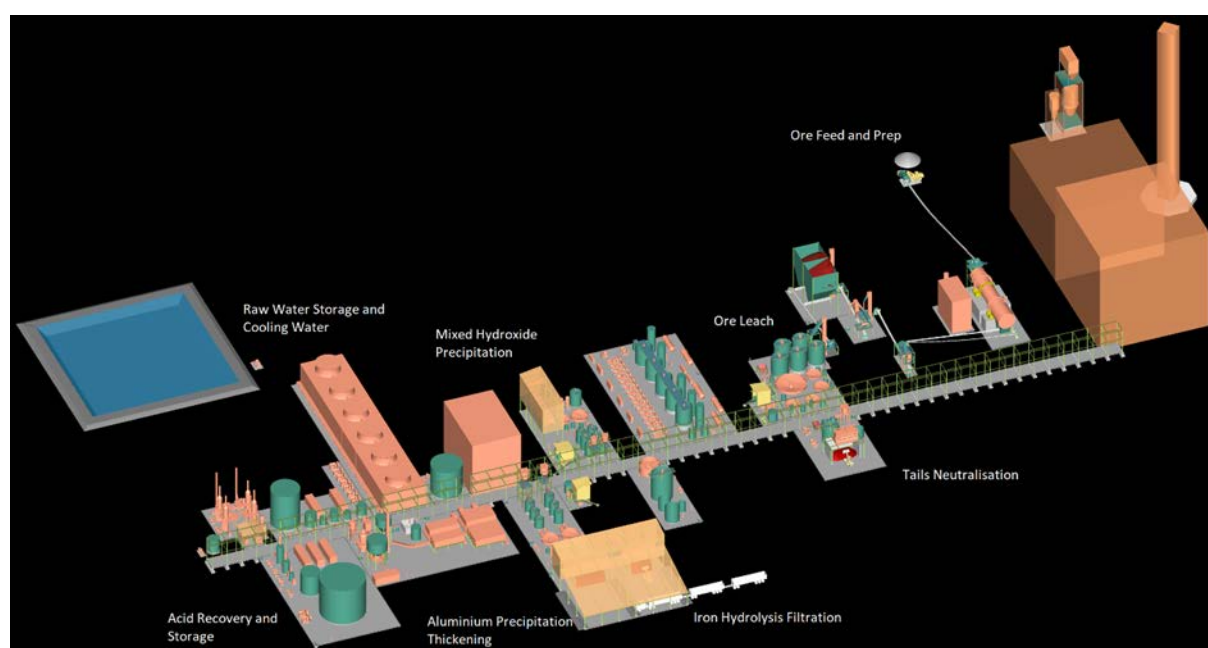 Ore Feed and Prep
Raw Water Storage and
Cooling Water
Mixed Hydroxide
Precipitation
Ore Leach
Tails Neutralisation
Acid Recovery and
Storage
Aluminium Precipitation
Thickening
Iron Hydrolysis Filtration